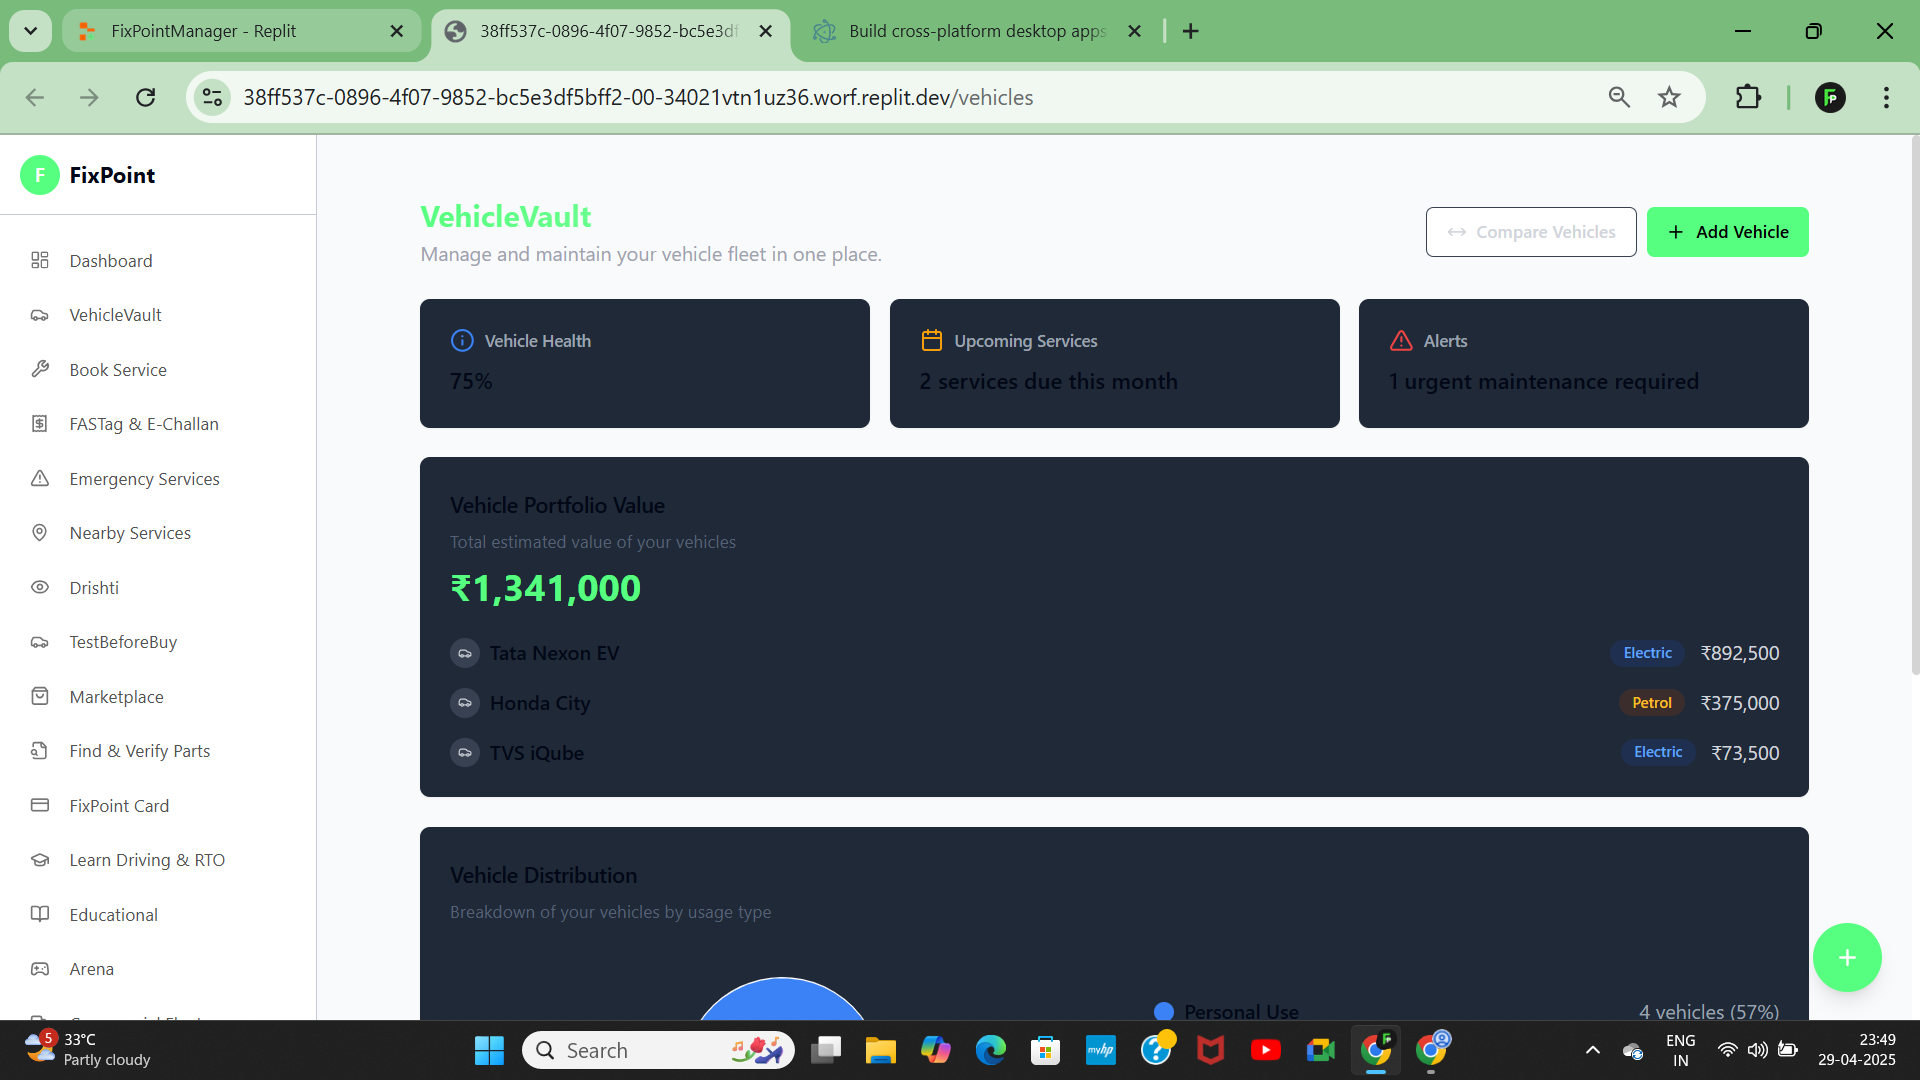 FixPointManager - Replit
38ff537c-0896-4f07-9852-bc5e3df
Build cross-platform desktop apps
38ff537c-0896-4f07-9852-bc5e3df5bff2-00-34021vtn1uz36.worf.replit.dev/vehicles
F FixPoint
Dashboard
VehicleVault
Book Service
FASTag & E-Challan
Emergency Services
Nearby Services
Drishti
TestBeforeBuy
Marketplace
Find & Verify Parts
FixPoint Card
Learn Driving & RTO
Educational
Arena
VehicleVault
Manage and maintain your vehicle fleet in one place.
Compare Vehicles
+ Add Vehicle
Vehicle Health
75%
Upcoming Services
2 services due this month
Alerts
1 urgent maintenance required
Vehicle Portfolio Value
Total estimated value of your vehicles
₹1,341,000
Tata Nexon EV Electric ₹892,500
Honda City Petrol ₹375,000
TVS iQube Electric ₹73,500
Vehicle Distribution
Breakdown of your vehicles by usage type
Personal Use 4 vehicles (57%)
+
5
33°C
Partly cloudy
Search
myhp
ENG
IN
23:49
29-04-2025